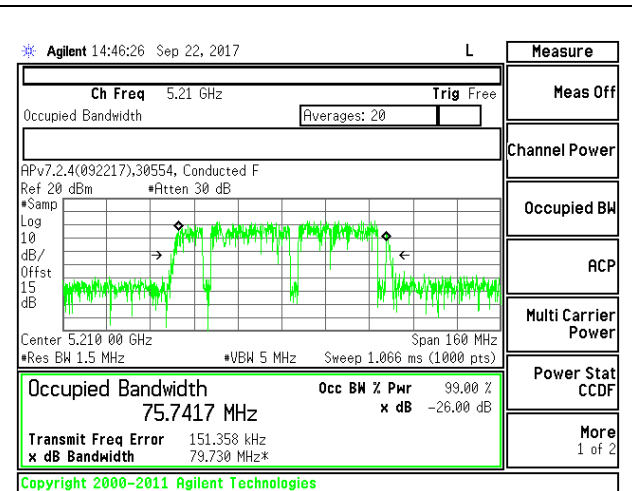 Agilent 14:46:26 Sep 22, 2017 L
Measure
Ch Freq 5.21 GHz Trig Free
Occupied Bandwidth Averages: 20
APv7.2.4(092217),30554, Conducted F
Ref 20 dBm #Atten 30 dB
#Samp
Log
10
dB/
Offst
15
dB
Center 5.210 00 GHz Span 160 MHz
#Res BW 1.5 MHz #VBW 5 MHz Sweep 1.066 ms (1000 pts)
Occupied Bandwidth Occ BW % Pwr 99.00 %
75.7417 MHz x dB -26.00 dB
Transmit Freq Error 151.358 kHz
x dB Bandwidth 79.730 MHz*
Copyright 2000-2011 Agilent Technologies
Meas Off
Channel Power
Occupied BW
ACP
Multi Carrier
Power
Power Stat
CCDF
More
1 of 2